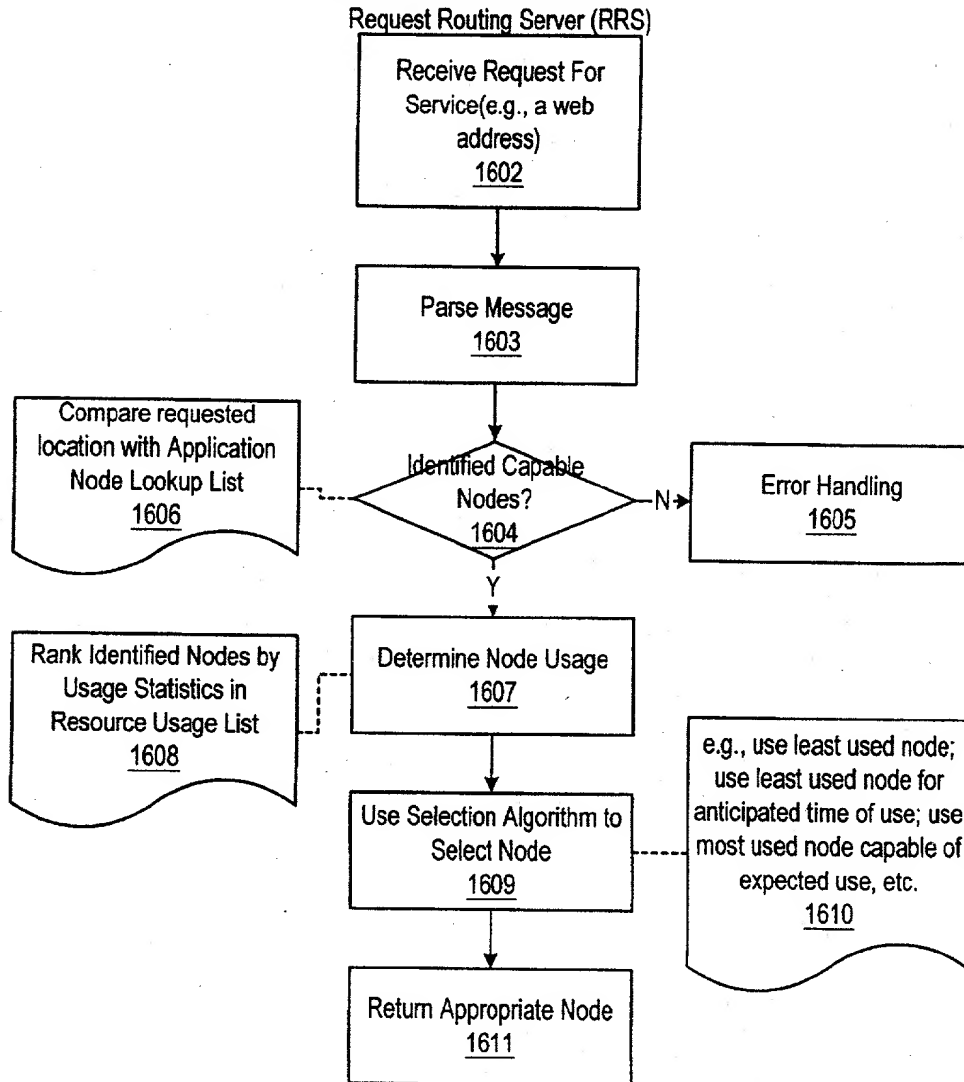 Request Routing Server (RRS)
Receive Request For
Service(e.g., a web
address)
1602
Parse Message
1603
Compare requested
location with Application
Node Lookup List
1606
Identified Capable
Nodes?
1604
N
Error Handling
1605
Y
Rank Identified Nodes by
Usage Statistics in
Resource Usage List
1608
Determine Node Usage
1607
e.g., use least used node;
use least used node for
anticipated time of use; use
most used node capable of
expected use, etc.
1610
Use Selection Algorithm to
Select Node
1609
Return Appropriate Node
1611